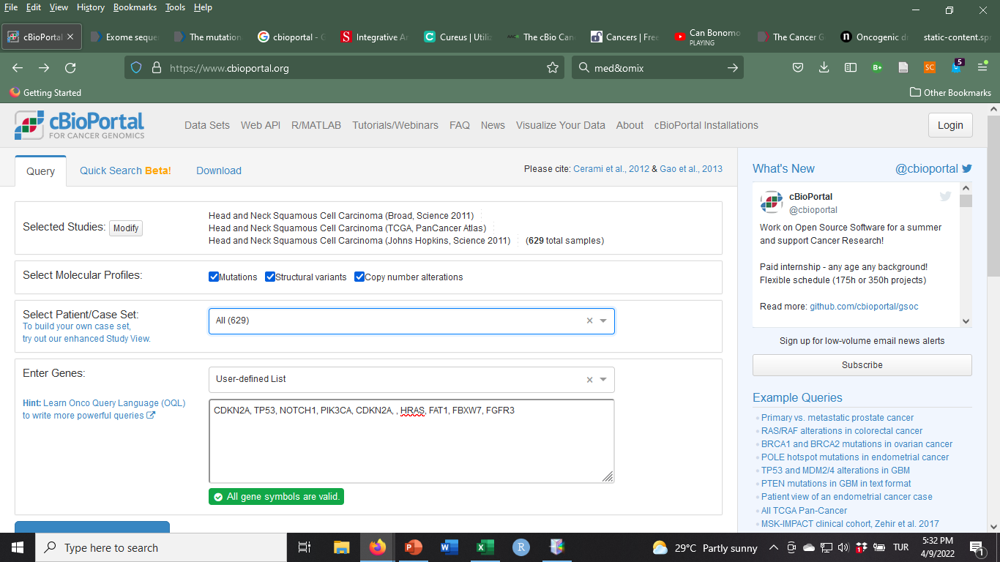 File Edit View History Bookmarks Tools Help
cBioPortal Exome seque The mutation cbioportal - G Integrative An Cureus | Utiliz The cBio Can Cancers | Free Can Bonomo The Cancer G Oncogenic d static-content.spr
PLAYING
https://www.cbioportal.org med&omix B+ SC 5
Getting Started Other Bookmarks
cBioPortal
FOR CANCER GENOMICS
Data Sets Web API R/MATLAB Tutorials/Webinars FAQ News Visualize Your Data About cBioPortal Installations Login
Query Quick Search Beta! Download Please cite: Cerami et al., 2012 & Gao et al., 2013
Selected Studies: Modify
Head and Neck Squamous Cell Carcinoma (Broad, Science 2011)
Head and Neck Squamous Cell Carcinoma (TCGA, PanCancer Atlas)
Head and Neck Squamous Cell Carcinoma (Johns Hopkins, Science 2011) (629 total samples)
Select Molecular Profiles: Mutations Structural variants Copy number alterations
Select Patient/Case Set:
To build your own case set,
try out our enhanced Study View.
All (629)
Enter Genes:
User-defined List
Hint: Learn Onco Query Language (OQL)
to write more powerful queries
CDKN2A, TP53, NOTCH1, PIK3CA, CDKN2A, , HRAS, FAT1, FBXW7, FGFR3
All gene symbols are valid.
What's New @cbioportal
cBioPortal
@cbioportal
Work on Open Source Software for a summer
and support Cancer Research!
Paid internship - any age any background!
Flexible schedule (175h or 350h projects)
Read more: github.com/cbioportal/gsoc
Sign up for low-volume email news alerts
Subscribe
Example Queries
Primary vs. metastatic prostate cancer
RAS/RAF alterations in colorectal cancer
BRCA1 and BRCA2 mutations in ovarian cancer
POLE hotspot mutations in endometrial cancer
TP53 and MDM2/4 alterations in GBM
PTEN mutations in GBM in text format
Patient view of an endometrial cancer case
All TCGA Pan-Cancer
MSK-IMPACT clinical cohort, Zehir et al. 2017
Type here to search 29°C Partly sunny TUR 5:32 PM
4/9/2022 1